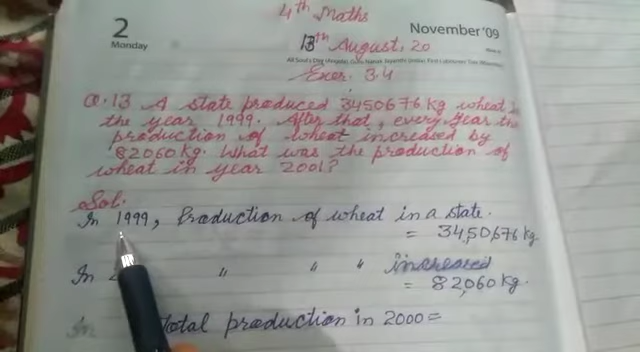 4th Maths
2
Monday
November '09
13th August, 20
Exer. 3.4
Q.13 A state produced 3450676 Kg wheat in
the year 1999. After that, every year the
production of wheat increased by
82060 Kg. What was the production of
wheat in year 2001?
Sol.
In 1999, Production of wheat in a state.
= 34,50,676 Kg.
In " " " increased
= 82,060 Kg.
In Total production in 2000 =